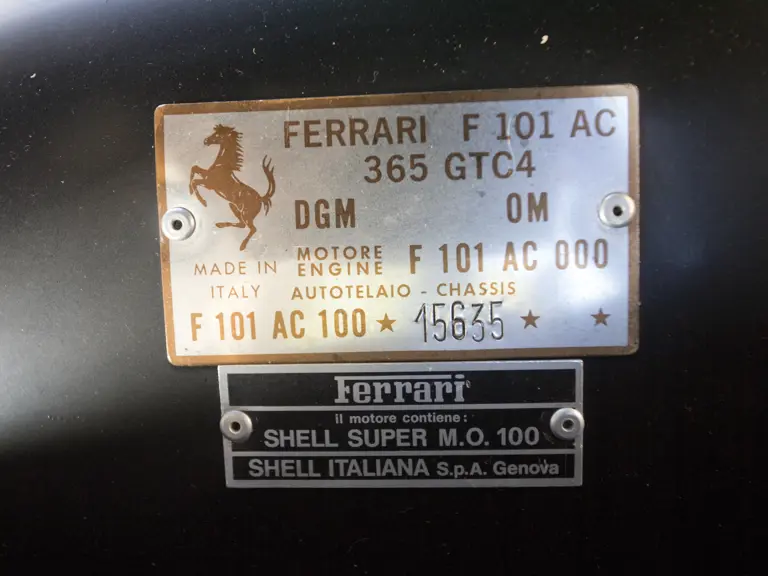 FERRARI F 101 AC
365 GTC4
DGM OM
MOTORE
MADE IN ENGINE F 101 AC 000
ITALY AUTOTELAIO - CHASSIS
F 101 AC 100 ★ 15635 ★ ★
Ferrari
il motore contiene:
SHELL SUPER M.O. 100
SHELL ITALIANA S.p.A. Genova